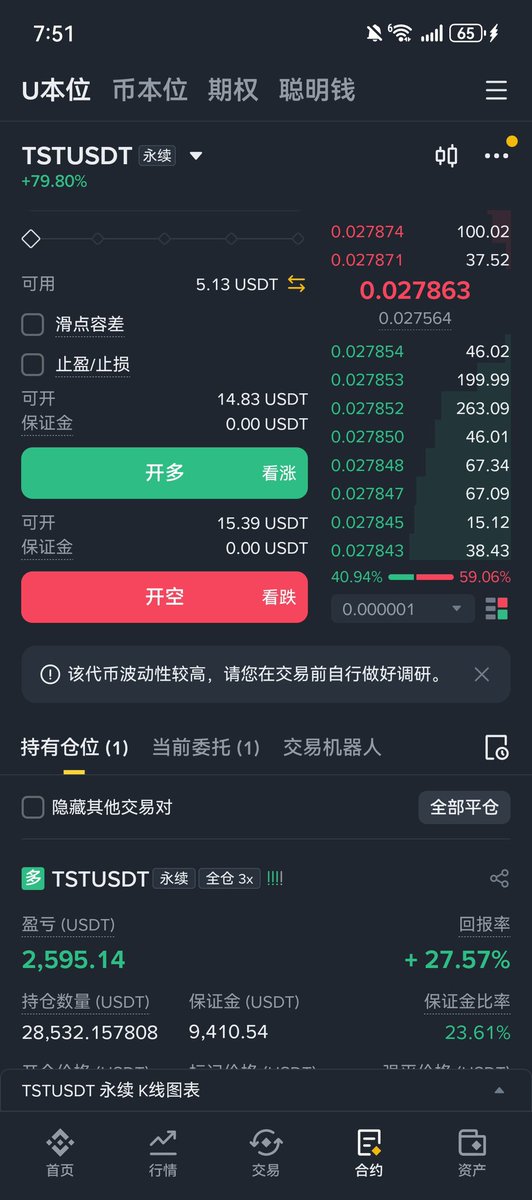 7:51
6
65
U本位 币本位 期权 聪明钱
TSTUSDT 永续
+79.80%
可用 5.13 USDT
滑点容差
止盈/止损
可开 14.83 USDT
保证金 0.00 USDT
开多 看涨
可开 15.39 USDT
保证金 0.00 USDT
开空 看跌
0.027874 100.02
0.027871 37.52
0.027863
0.027564
0.027854 46.02
0.027853 199.99
0.027852 263.09
0.027850 46.01
0.027848 67.34
0.027847 67.09
0.027845 15.12
0.027843 38.43
40.94% 59.06%
0.000001
该代币波动性较高，请您在交易前自行做好调研。
持有仓位 (1) 当前委托 (1) 交易机器人
隐藏其他交易对 全部平仓
多 TSTUSDT 永续 全仓 3x !!!!
盈亏 (USDT) 回报率
2,595.14 + 27.57%
持仓数量 (USDT) 保证金 (USDT) 保证金比率
28,532.157808 9,410.54 23.61%
TSTUSDT 永续 K线图表
首页 行情 交易 合约 资产